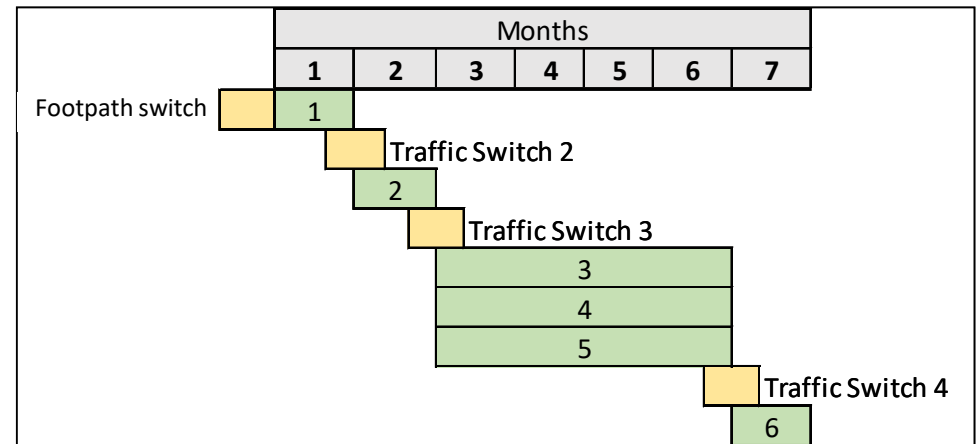 Months
1 2 3 4 5 6 7
Footpath switch 1
Traffic Switch 2
2
Traffic Switch 3
3
4
5
Traffic Switch 4
6